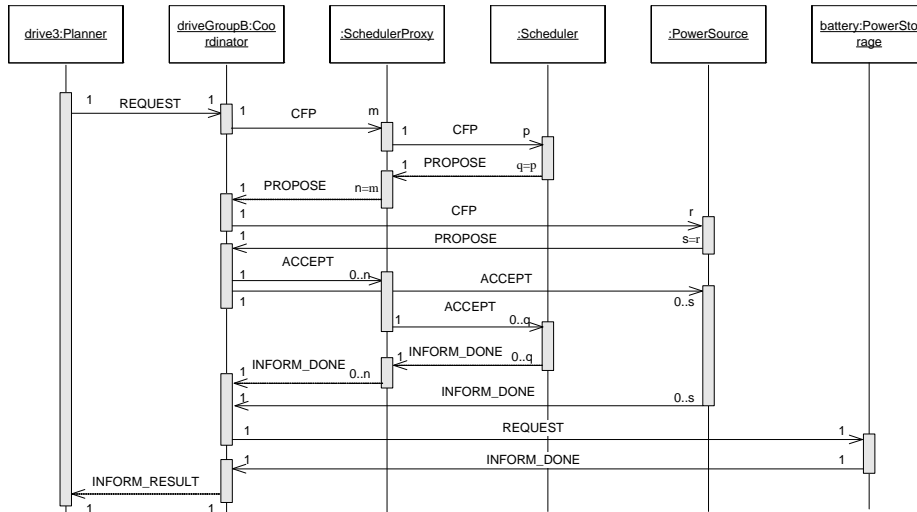 drive3:Planner
driveGroupB:Coo
rdinator
:SchedulerProxy
:Scheduler
:PowerSource
battery:PowerSto
rage
1 REQUEST 1
1 CFP m
1 CFP p
1 PROPOSE q=p
1 PROPOSE n=m
1 CFP r
1 PROPOSE s=r
1 ACCEPT 0..n
1 ACCEPT 0..s
1 ACCEPT 0..q
1 INFORM_DONE 0..q
1 INFORM_DONE 0..n
1 INFORM_DONE 0..s
1 REQUEST 1
1 INFORM_DONE 1
INFORM_RESULT
1 1